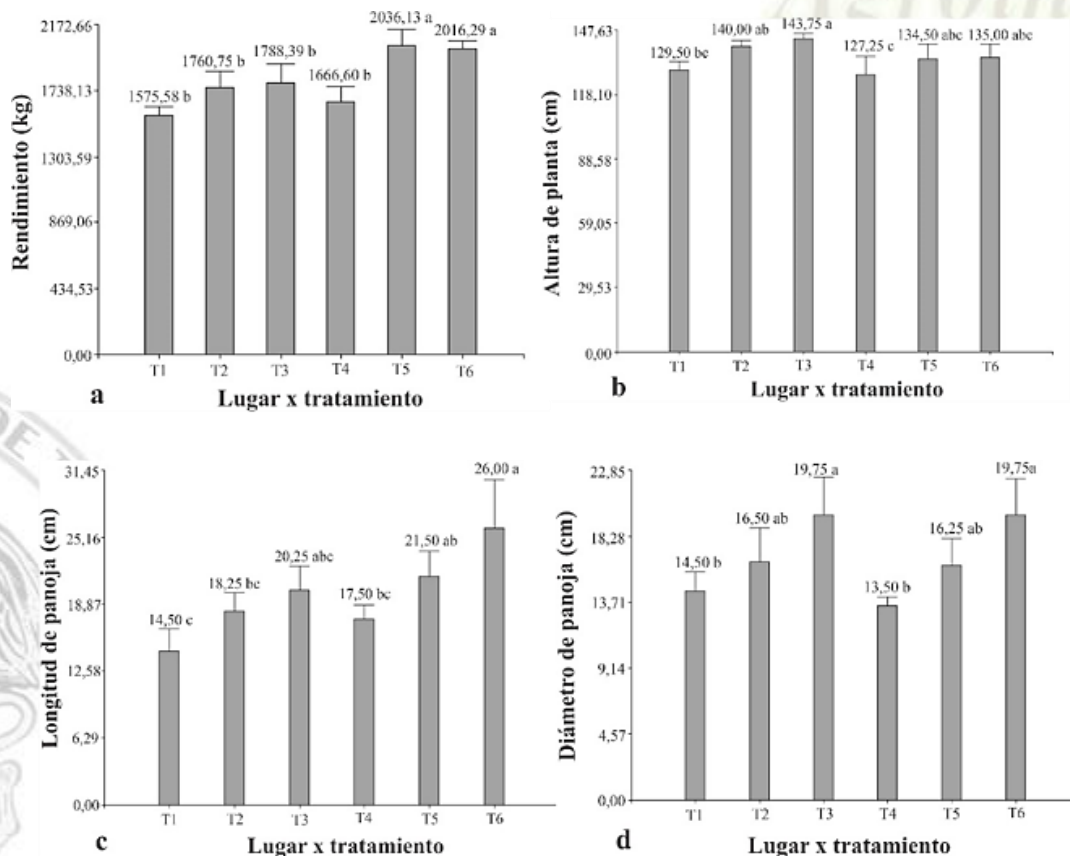 2172,66
1738,13
1303,59
869,06
434,53
0,00
Rendimiento (kg)
1575,58 b
1760,75 b
1788,39 b
1666,60 b
2036,13 a
2016,29 a
T1 T2 T3 T4 T5 T6
a
Lugar x tratamiento
147,63
118,10
88,58
59,05
29,53
0,00
Altura de planta (cm)
129,50 bc
140,00 ab
143,75 a
127,25 c
134,50 abc
135,00 abc
T1 T2 T3 T4 T5 T6
b
Lugar x tratamiento
31,45
25,16
18,87
12,58
6,29
0,00
Longitud de panoja (cm)
14,50 c
18,25 bc
20,25 abc
17,50 bc
21,50 ab
26,00 a
T1 T2 T3 T4 T5 T6
c
Lugar x tratamiento
22,85
18,28
13,71
9,14
4,57
0,00
Diámetro de panoja (cm)
14,50 b
16,50 ab
19,75 a
13,50 b
16,25 ab
19,75a
T1 T2 T3 T4 T5 T6
d
Lugar x tratamiento